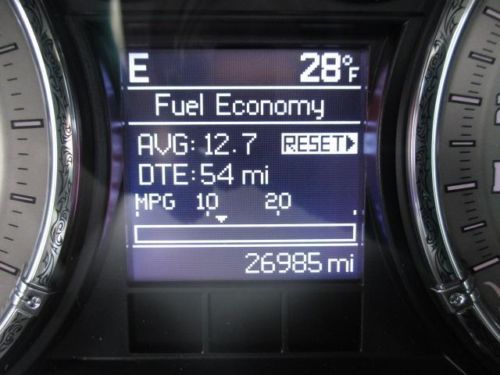 E 28°F
Fuel Economy
AVG: 12.7 RESET
DTE: 54 mi
MPG 10 20
26985 mi